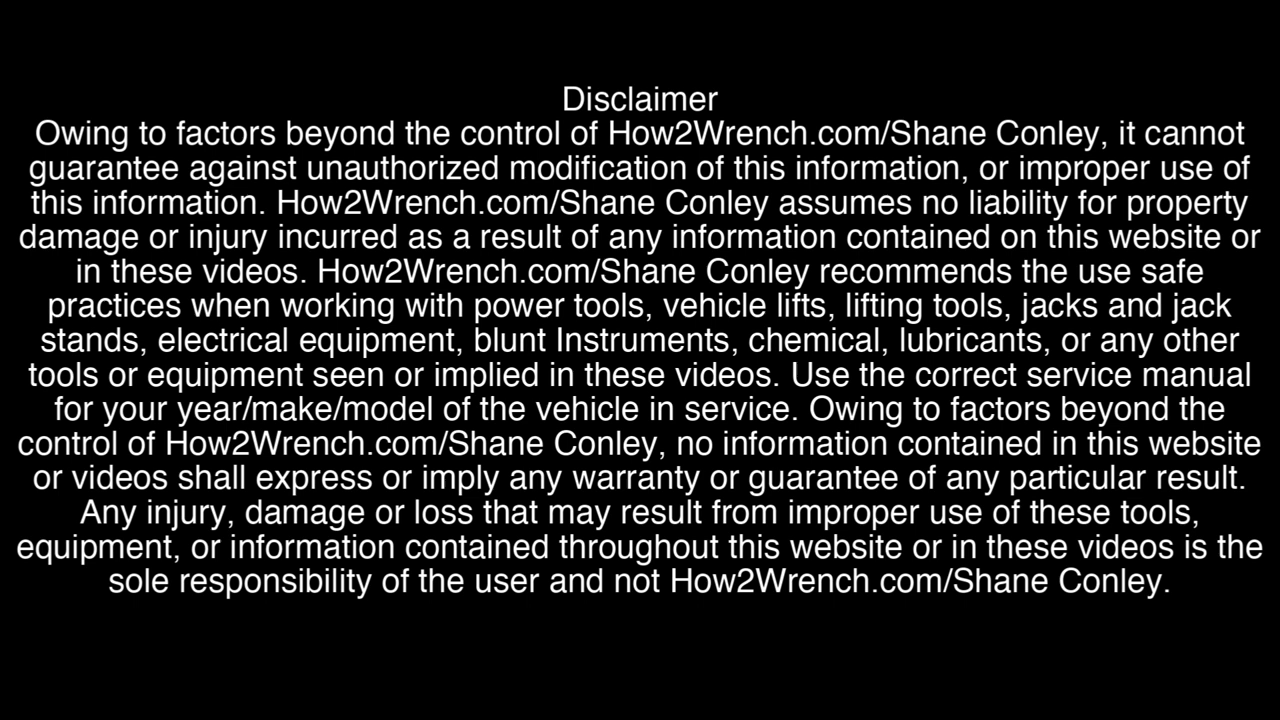 Disclaimer
Owing to factors beyond the control of How2Wrench.com/Shane Conley, it cannot
guarantee against unauthorized modification of this information, or improper use of
this information. How2Wrench.com/Shane Conley assumes no liability for property
damage or injury incurred as a result of any information contained on this website or
in these videos. How2Wrench.com/Shane Conley recommends the use safe
practices when working with power tools, vehicle lifts, lifting tools, jacks and jack
stands, electrical equipment, blunt Instruments, chemical, lubricants, or any other
tools or equipment seen or implied in these videos. Use the correct service manual
for your year/make/model of the vehicle in service. Owing to factors beyond the
control of How2Wrench.com/Shane Conley, no information contained in this website
or videos shall express or imply any warranty or guarantee of any particular result.
Any injury, damage or loss that may result from improper use of these tools,
equipment, or information contained throughout this website or in these videos is the
sole responsibility of the user and not How2Wrench.com/Shane Conley.